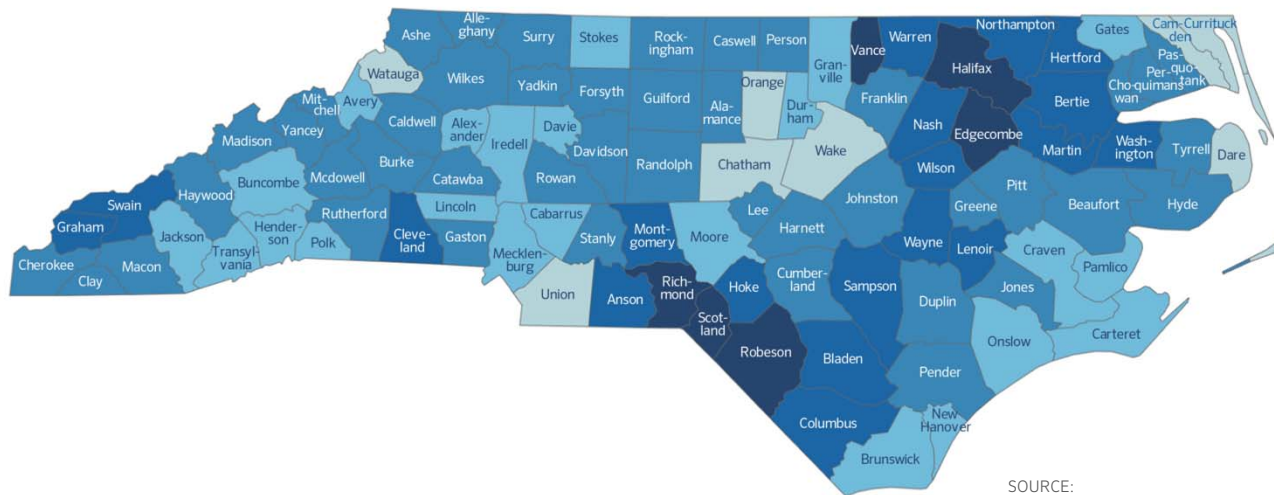 Ashe
Alle-
ghany
Surry
Stokes
Rock-
ingham
Caswell
Person
Gran-
ville
Vance
Warren
Northampton
Halifax
Hertford
Gates
Cam-
den
Currituck
Pas-
quo-
tank
Per-
quimans
Cho-
wan
Watauga
Wilkes
Yadkin
Forsyth
Guilford
Ala-
mance
Orange
Dur-
ham
Franklin
Nash
Edgecombe
Bertie
Martin
Wash-
ington
Tyrrell
Dare
Mit-
chell
Avery
Yancey
Madison
Caldwell
Alex-
ander
Iredell
Davie
Davidson
Randolph
Chatham
Wake
Wilson
Johnston
Greene
Pitt
Beaufort
Hyde
Swain
Graham
Haywood
Buncombe
Mcdowell
Burke
Catawba
Rowan
Lincoln
Cherokee
Clay
Macon
Jackson
Transyl-
vania
Hender-
son
Polk
Rutherford
Cleve-
land
Gaston
Mecklen-
burg
Cabarrus
Stanly
Mont-
gomery
Moore
Lee
Harnett
Wayne
Lenoir
Craven
Pamlico
Union
Anson
Rich-
mond
Scot-
land
Hoke
Cumber-
land
Sampson
Duplin
Jones
Onslow
Carteret
Robeson
Bladen
Pender
Columbus
New
Hanover
Brunswick
SOURCE: